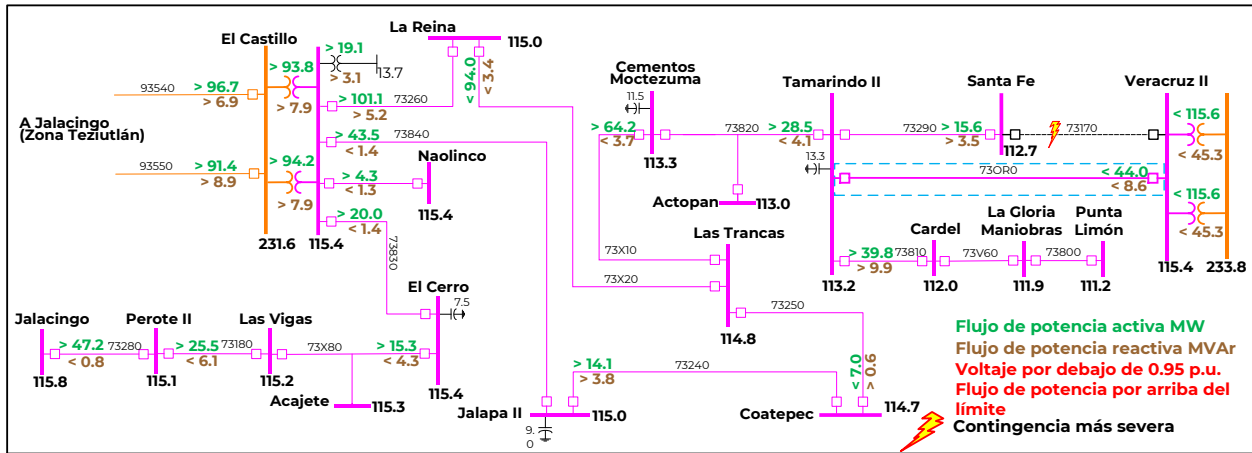 La Reina
115.0
El Castillo
> 19.1
> 3.1
13.7
> 93.8
> 7.9
93540
> 96.7
> 6.9
A Jalacingo
(Zona Teziutlán)
93550
> 91.4
> 8.9
> 94.2
> 7.9
231.6
115.4
> 101.1
> 5.2
73260
> 43.5
< 1.4
73840
> 4.3
< 1.3
Naolinco
115.4
> 20.0
< 1.4
73830
< 94.0
< 3.4
Cementos
Moctezuma
11.5
> 64.2
< 3.7
113.3
73820
Actopan
113.0
Tamarindo II
> 28.5
< 4.1
13.3
73290
> 15.6
> 3.5
Santa Fe
112.7
73170
Veracruz II
< 115.6
< 45.3
73OR0
< 44.0
< 8.6
< 115.6
< 45.3
115.4
233.8
> 39.8
> 9.9
73810
113.2
Cardel
112.0
73V60
La Gloria
Maniobras
111.9
73800
Punta
Limón
111.2
Las Trancas
73X10
73X20
114.8
73250
El Cerro
7.5
115.4
Jalacingo
115.8
> 47.2
< 0.8
73280
Perote II
115.1
> 25.5
< 6.1
73180
Las Vigas
115.2
73X80
> 15.3
< 4.3
Acajete
115.3
Jalapa II
115.0
9.
0
> 14.1
> 3.8
73240
Coatepec
114.7
< 7.0
> 0.6
Flujo de potencia activa MW
Flujo de potencia reactiva MVAr
Voltaje por debajo de 0.95 p.u.
Flujo de potencia por arriba del
límite
Contingencia más severa